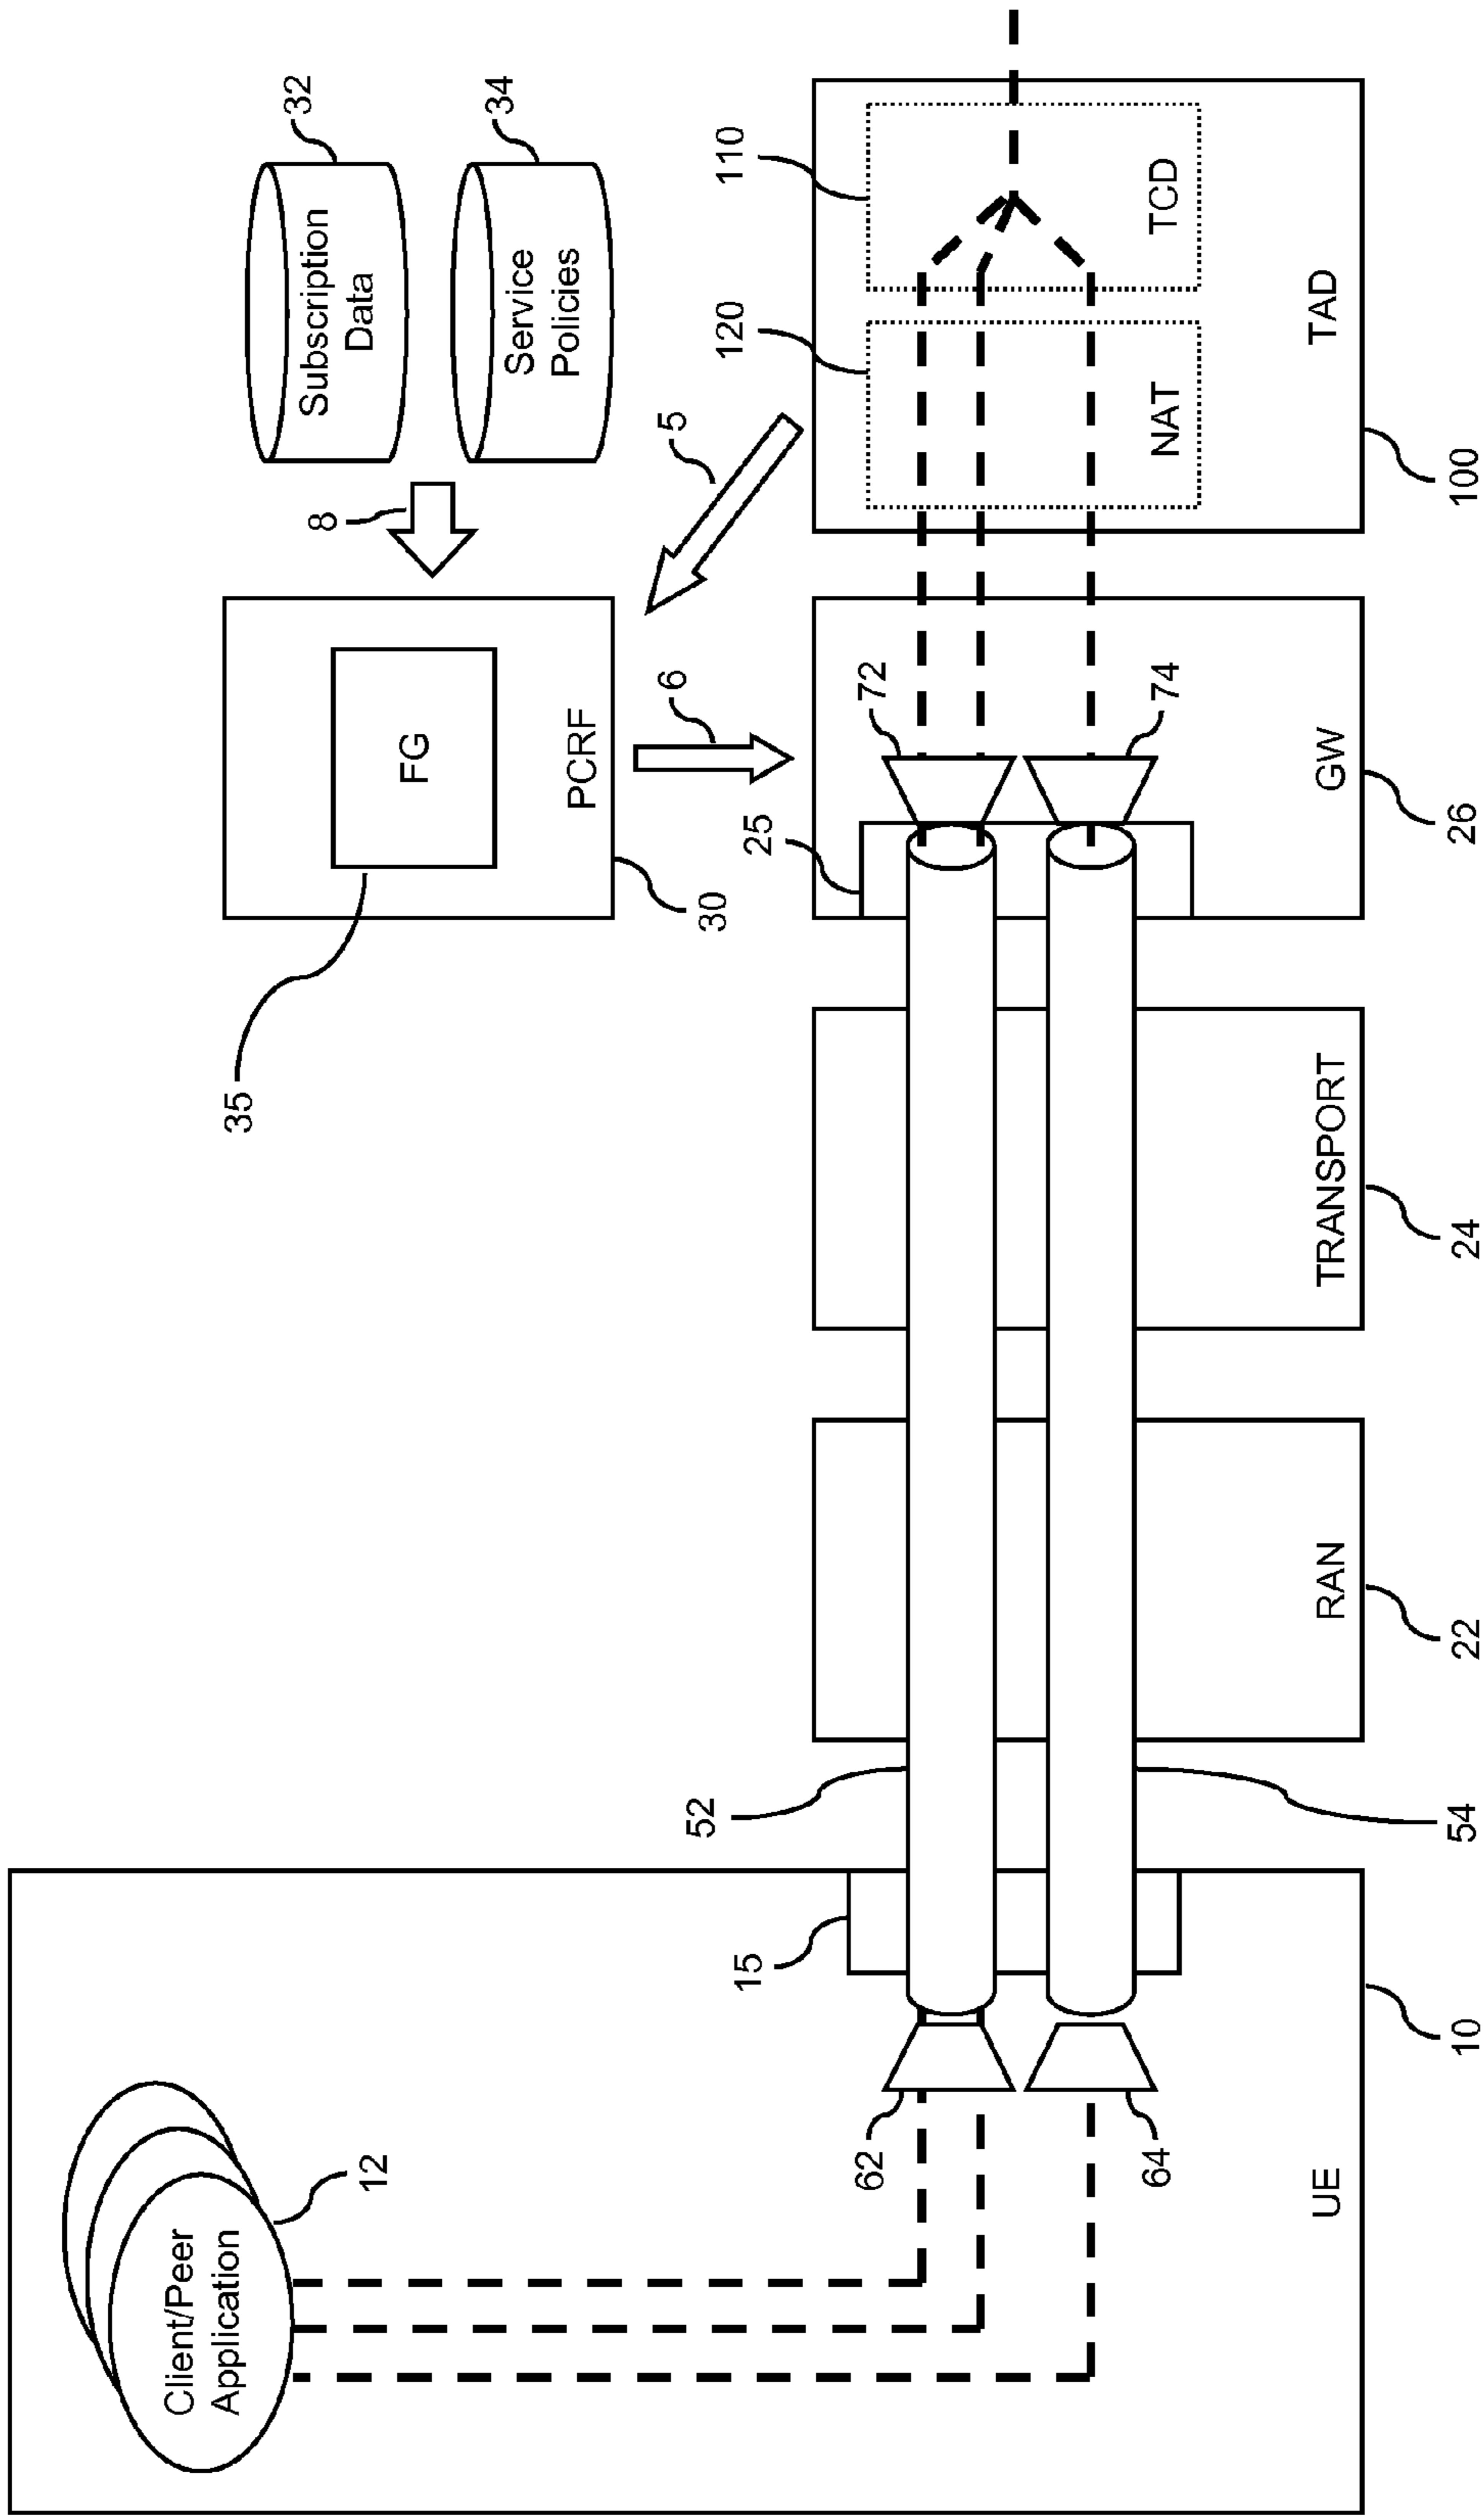 Client/Peer
Application
12
UE
10
15
62
64
52
54
RAN
22
TRANSPORT
24
35
FG
PCRF
30
8
Subscription
Data
32
Service
Policies
34
5
6
25
72
74
GW
26
120
NAT
110
TCD
TAD
100